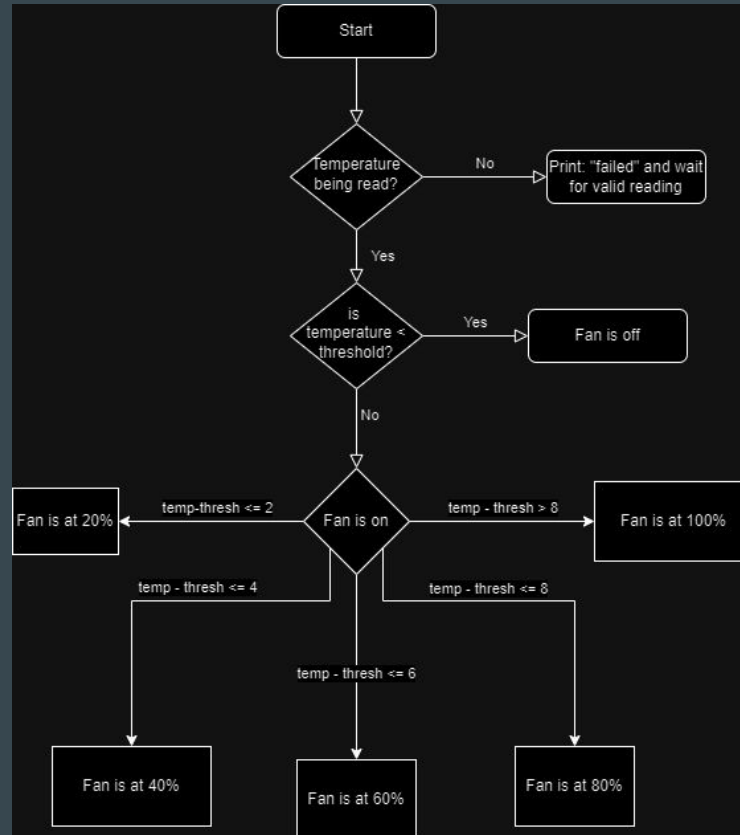 Start
Temperature
being read?
No
Print: "failed" and wait
for valid reading
Yes
is
temperature <
threshold?
Yes
Fan is off
No
Fan is at 20%
temp-thresh <= 2
Fan is on
temp - thresh > 8
Fan is at 100%
temp - thresh <= 4
temp - thresh <= 8
temp - thresh <= 6
Fan is at 40%
Fan is at 60%
Fan is at 80%